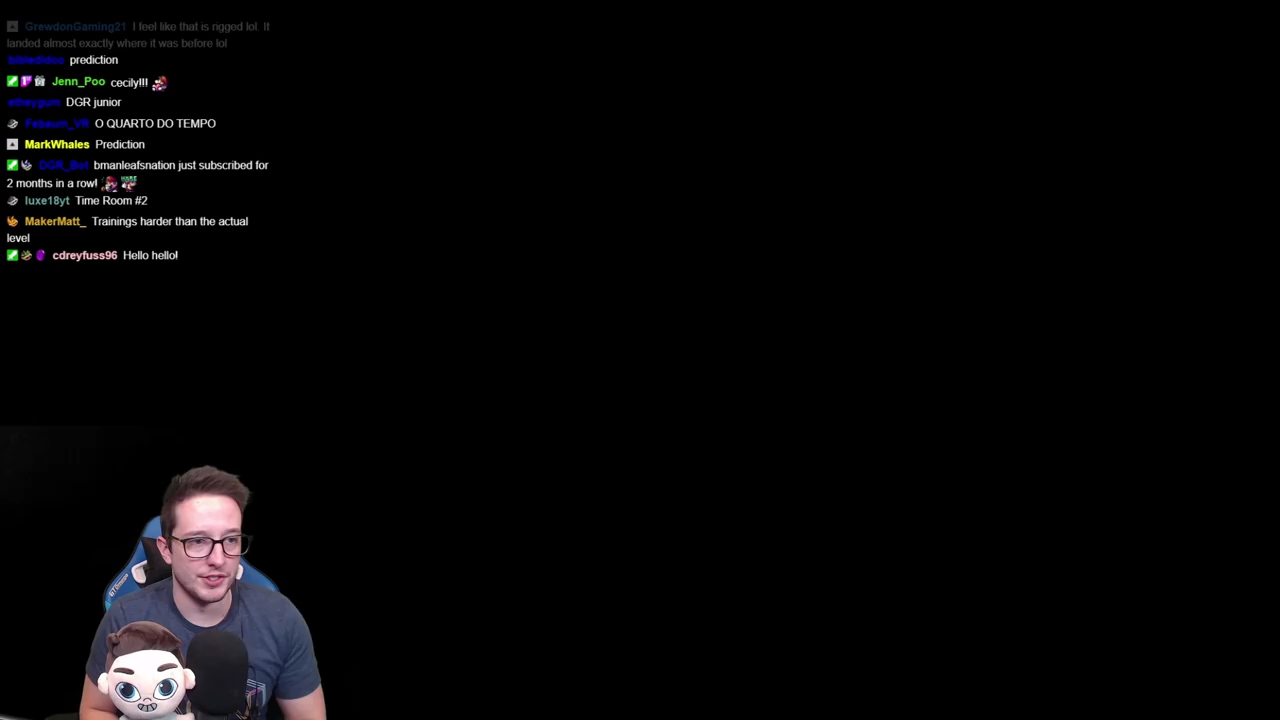 GrewdonGaming21 I feel like that is rigged lol. It
landed almost exactly where it was before lol
prediction
Jenn_Poo cecily!!!
DGR junior
O QUARTO DO TEMPO
MarkWhales Prediction
DGR_Bot bmanleafsnation just subscribed for
2 months in a row!
luxe18yt Time Room #2
MakerMatt_ Trainings harder than the actual
level
cdreyfuss96 Hello hello!